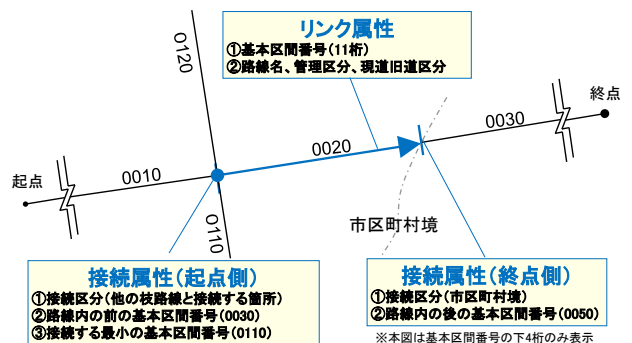 リンク属性
①基本区間番号(11桁)
②路線名、管理区分、現道旧道区分
0120
終点
0030
0020
0010
起点
0110
市区町村境
接続属性(起点側)
①接続区分(他の枝路線と接続する箇所)
②路線内の前の基本区間番号(0030)
③接続する最小の基本区間番号(0110)
接続属性(終点側)
①接続区分(市区町村境)
②路線内の後の基本区間番号(0050)
※本図は基本区間番号の下4桁のみ表示